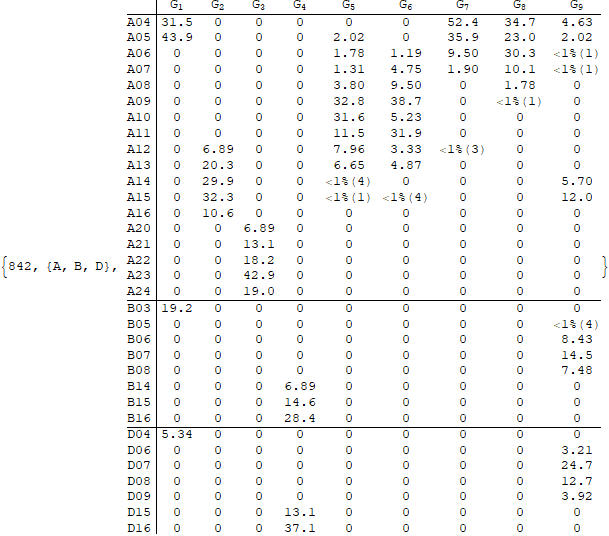 G₁ G₂ G₃ G₄ G₅ G₆ G₇ G₈ G₉
A04 31.5 0 0 0 0 0 52.4 34.7 4.63
A05 43.9 0 0 0 2.02 0 35.9 23.0 2.02
A06 0 0 0 0 1.78 1.19 9.50 30.3 <1%(1)
A07 0 0 0 0 1.31 4.75 1.90 10.1 <1%(1)
A08 0 0 0 0 3.80 9.50 0 1.78 0
A09 0 0 0 0 32.8 38.7 0 <1%(1) 0
A10 0 0 0 0 31.6 5.23 0 0 0
A11 0 0 0 0 11.5 31.9 0 0 0
A12 0 6.89 0 0 7.96 3.33 <1%(3) 0 0
A13 0 20.3 0 0 6.65 4.87 0 0 0
A14 0 29.9 0 0 <1%(4) 0 0 0 5.70
A15 0 32.3 0 0 <1%(1) <1%(4) 0 0 12.0
A16 0 10.6 0 0 0 0 0 0 0
A20 0 0 6.89 0 0 0 0 0 0
A21 0 0 13.1 0 0 0 0 0 0
A22 0 0 18.2 0 0 0 0 0 0
{842, {A, B, D}, A23 0 0 42.9 0 0 0 0 0 0 }
A24 0 0 19.0 0 0 0 0 0 0
B03 19.2 0 0 0 0 0 0 0 0
B05 0 0 0 0 0 0 0 0 <1%(4)
B06 0 0 0 0 0 0 0 0 8.43
B07 0 0 0 0 0 0 0 0 14.5
B08 0 0 0 0 0 0 0 0 7.48
B14 0 0 0 6.89 0 0 0 0 0
B15 0 0 0 14.6 0 0 0 0 0
B16 0 0 0 28.4 0 0 0 0 0
D04 5.34 0 0 0 0 0 0 0 0
D06 0 0 0 0 0 0 0 0 3.21
D07 0 0 0 0 0 0 0 0 24.7
D08 0 0 0 0 0 0 0 0 12.7
D09 0 0 0 0 0 0 0 0 3.92
D15 0 0 0 13.1 0 0 0 0 0
D16 0 0 0 37.1 0 0 0 0 0